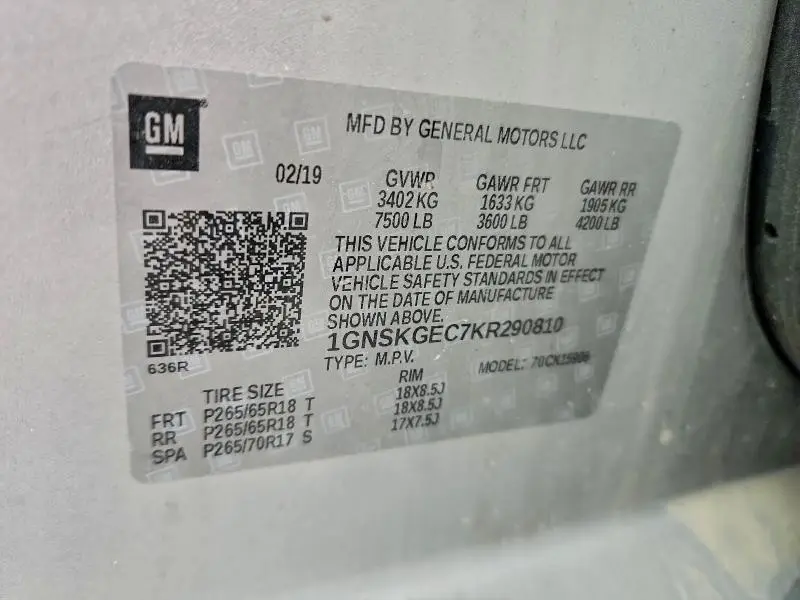 GM
MFD BY GENERAL MOTORS LLC
02/19 GVWR GAWR FRT GAWR RR
3402 KG 1633 KG 1905 KG
7500 LB 3600 LB 4200 LB
THIS VEHICLE CONFORMS TO ALL
APPLICABLE U.S. FEDERAL MOTOR
VEHICLE SAFETY STANDARDS IN EFFECT
ON THE DATE OF MANUFACTURE
SHOWN ABOVE.
1GNSKGEC7KR290810
636R
TYPE: M.P.V. MODEL: 70CK15906
TIRE SIZE RIM
FRT P265/65R18 T 18X8.5J
RR P265/65R18 T 18X8.5J
SPA P265/70R17 S 17X7.5J